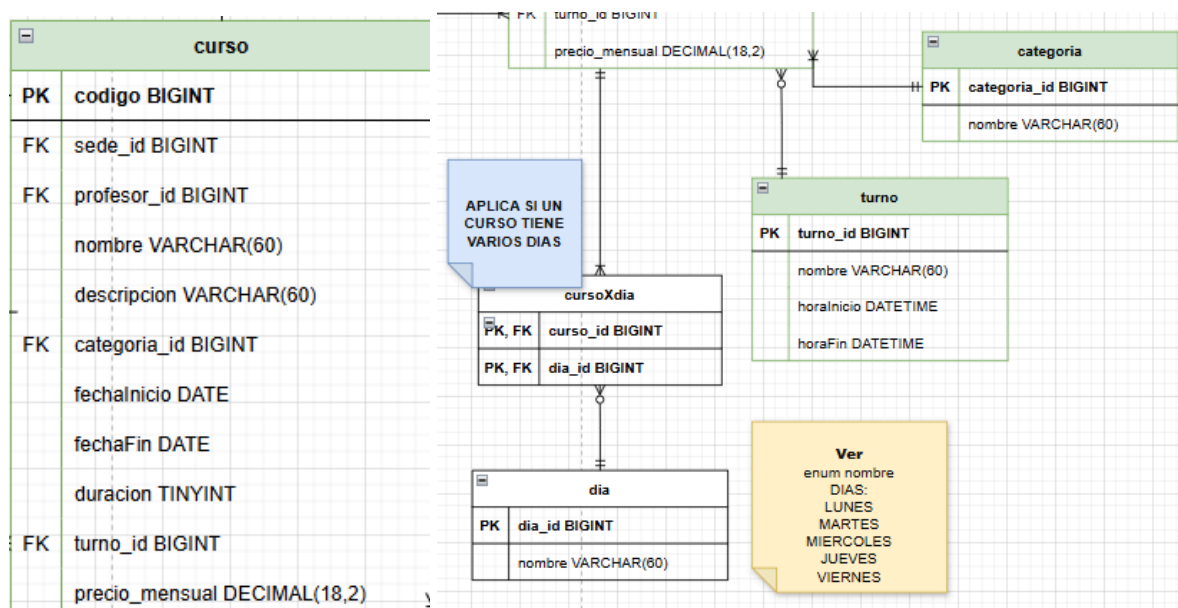 curso
PK codigo BIGINT
FK sede_id BIGINT
FK profesor_id BIGINT
nombre VARCHAR(60)
descripcion VARCHAR(60)
FK categoria_id BIGINT
fechaInicio DATE
fechaFin DATE
duracion TINYINT
FK turno_id BIGINT
precio_mensual DECIMAL(18,2)
FK turno_id BIGINT
precio_mensual DECIMAL(18,2)
categoria
PK categoria_id BIGINT
nombre VARCHAR(60)
APLICA SI UN
CURSO TIENE
VARIOS DIAS
turno
PK turno_id BIGINT
nombre VARCHAR(60)
horaInicio DATETIME
horaFin DATETIME
cursoXdia
PK, FK curso_id BIGINT
PK, FK dia_id BIGINT
dia
PK dia_id BIGINT
nombre VARCHAR(60)
Ver
enum nombre
DIAS:
LUNES
MARTES
MIERCOLES
JUEVES
VIERNES